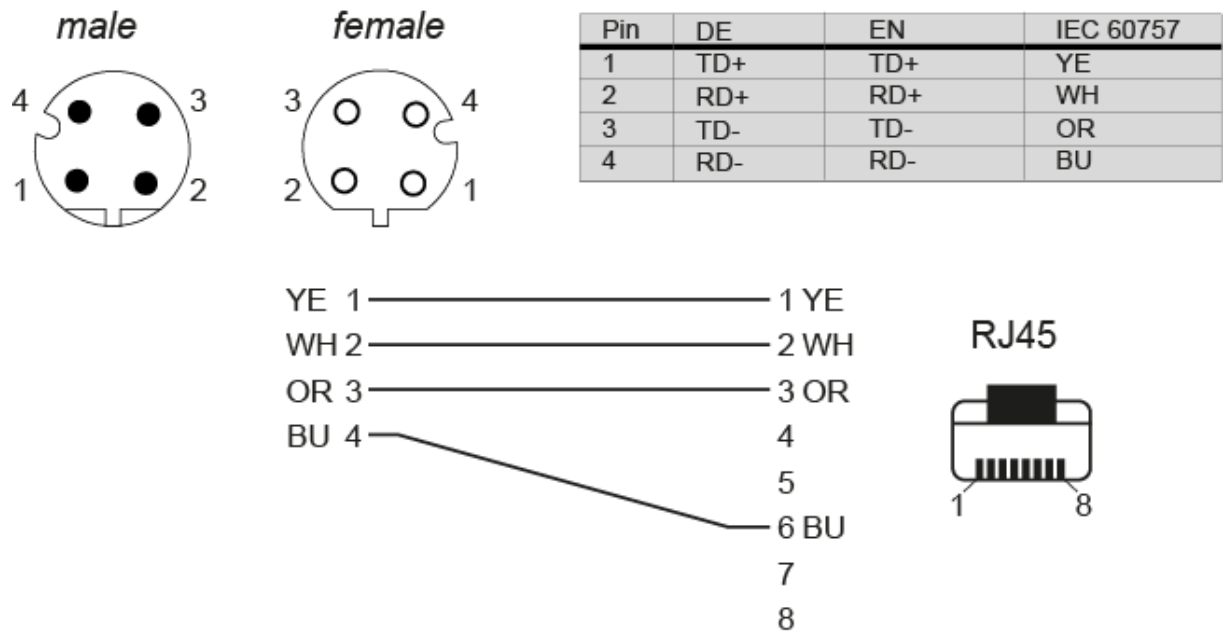 male
4 3
1 2
female
3 4
2 1
Pin DE EN IEC 60757
1 TD+ TD+ YE
2 RD+ RD+ WH
3 TD- TD- OR
4 RD- RD- BU
YE 1 1 YE
WH 2 2 WH
OR 3 3 OR
BU 4 4
5
6 BU
7
8
RJ45
1 8